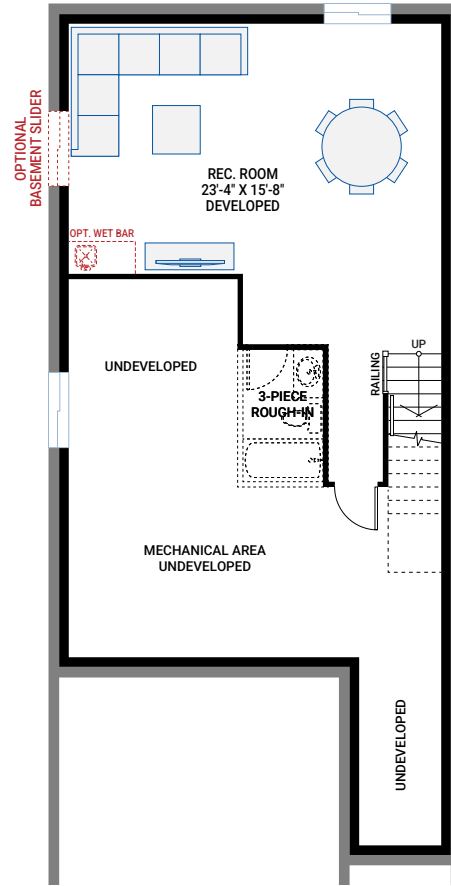 OPTIONAL
BASEMENT SLIDER
REC. ROOM
23'-4" X 15'-8"
DEVELOPED
OPT. WET BAR
UP
RAILING
UNDEVELOPED
3-PIECE
ROUGH-IN
MECHANICAL AREA
UNDEVELOPED
UNDEVELOPED